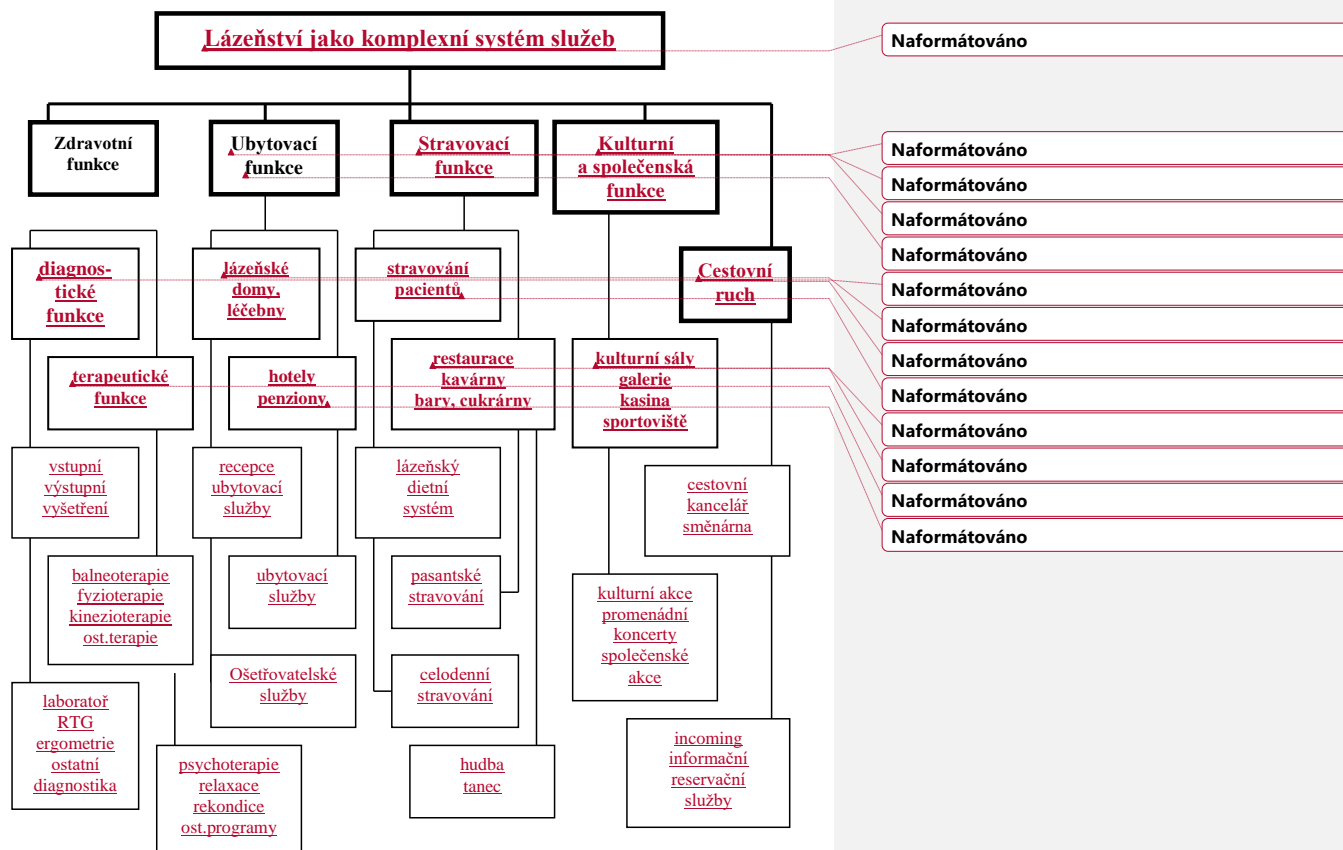 Lázeňství jako komplexní systém služeb
Zdravotní
funkce
Ubytovací
funkce
Stravovací
funkce
Kulturní
a společenská
funkce
Cestovní
ruch
diagnos-
tické
funkce
lázeňské
domy,
léčebny
stravování
pacientů
terapeutické
funkce
hotely
penziony
restaurace
kavárny
bary, cukrárny
kulturní sály
galerie
kasina
sportoviště
vstupní
výstupní
vyšetření
recepce
ubytovací
služby
lázeňský
dietní
systém
cestovní
kancelář
směnárna
balneoterapie
fyzioterapie
kinezioterapie
ost.terapie
ubytovací
služby
pasantské
stravování
kulturní akce
promenádní
koncerty
společenské
akce
Ošetřovatelské
služby
celodenní
stravování
laboratoř
RTG
ergometrie
ostatní
diagnostika
psychoterapie
relaxace
rekondice
ost.programy
hudba
tanec
incoming
informační
reservační
služby
Naformátováno
Naformátováno
Naformátováno
Naformátováno
Naformátováno
Naformátováno
Naformátováno
Naformátováno
Naformátováno
Naformátováno
Naformátováno
Naformátováno
Naformátováno